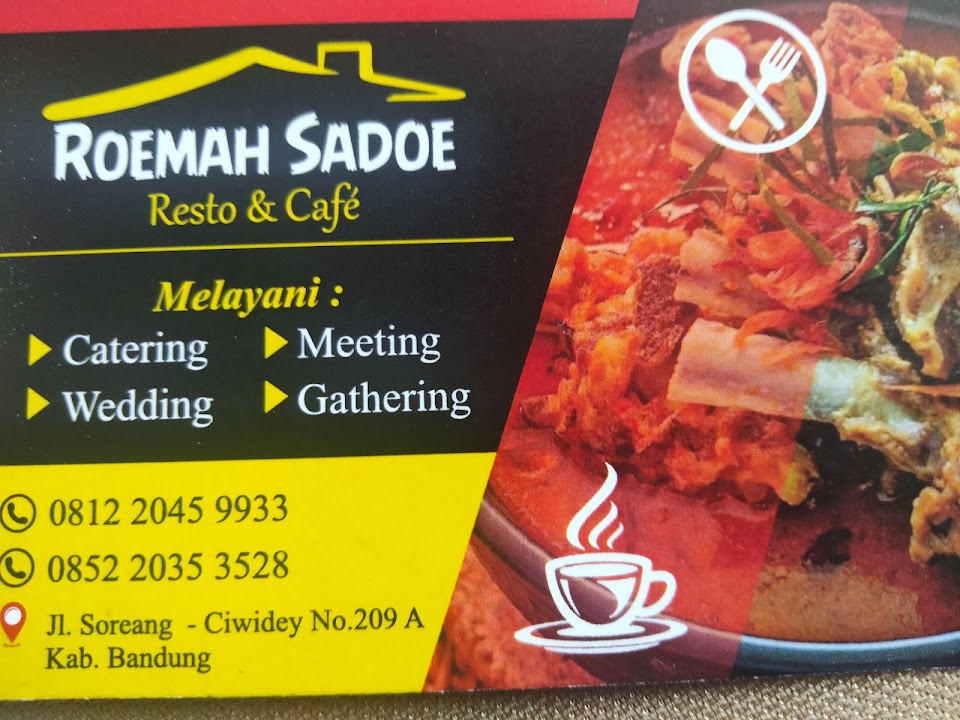 ROEMAH SADOE
Resto & Café
Melayani :
Catering
Meeting
Wedding
Gathering
0812 2045 9933
0852 2035 3528
Jl. Soreang - Ciwidey No.209 A
Kab. Bandung